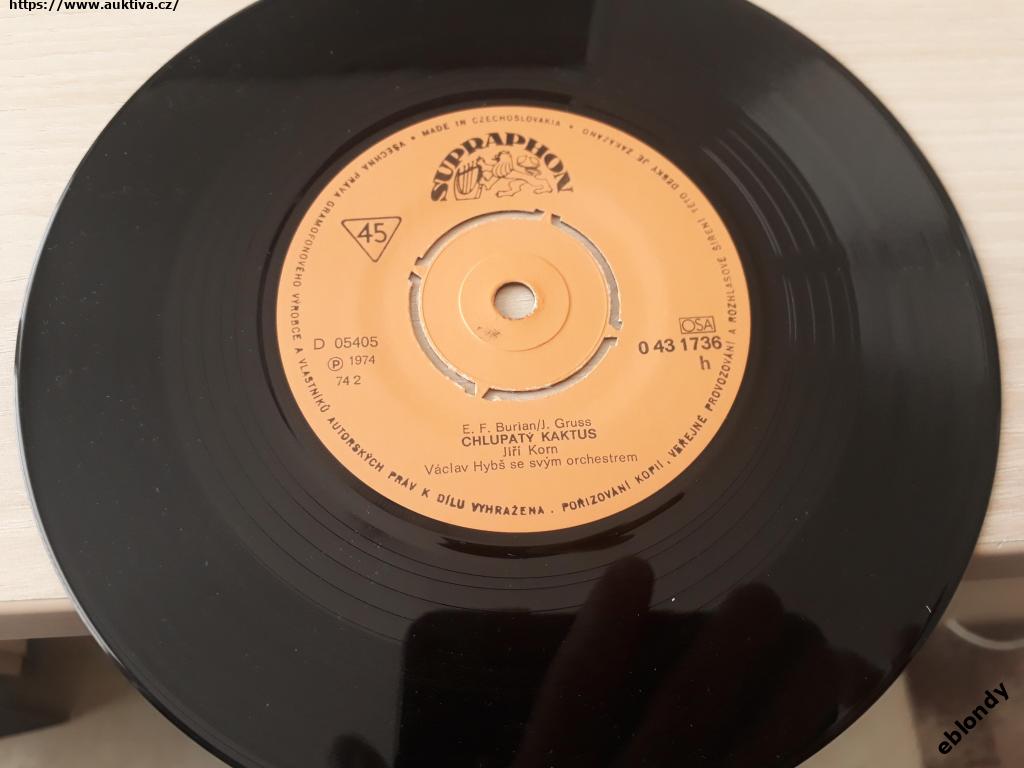 https://www.auktiva.cz/
VŠECHNA PRÁVA GRAMOFONOVÉHO VÝROBCE A VLASTNÍKŮ AUTORSKÝCH PRÁV K DÍLU VYHRAŽENA . POŘIZOVÁNÍ KOPIÍ . VEŘEJNÉ PROVOZOVÁNÍ A ROZHLASOVÉ ŠÍŘENÍ TÉTO DESKY JE ZAKÁZÁNO • MADE IN CZECHOSLOVAKIA •
SUPRAPHON
45
D 05405
Ⓟ 1974
74 2
OSA
0 43 1736
h
E. F. Burian/J. Gruss
CHLUPATÝ KAKTUS
Jiří Korn
Václav Hybš se svým orchestrem
eblondy